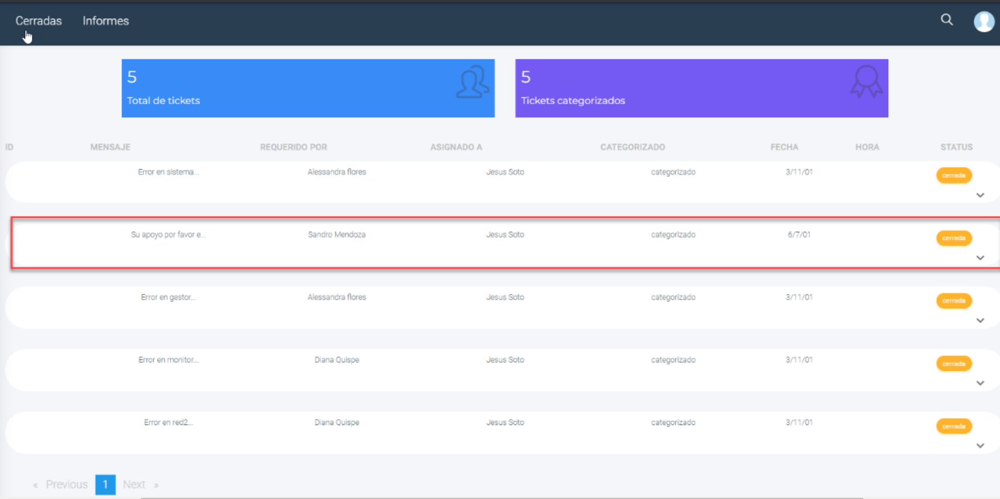 Cerradas Informes
5
Total de tickets
5
Tickets categorizados
ID MENSAJE REQUERIDO POR ASIGNADO A CATEGORIZADO FECHA HORA STATUS
Error en sistema... Alessandra flores Jesus Soto categorizado 3/11/01 cerrada
Su apoyo por favor e... Sandro Mendoza Jesus Soto categorizado 6/7/01 cerrada
Error en gestor... Alessandra flores Jesus Soto categorizado 3/11/01 cerrada
Error en monitor... Diana Quispe Jesus Soto categorizado 3/11/01 cerrada
Error en red2... Diana Quispe Jesus Soto categorizado 3/11/01 cerrada
« Previous 1 Next »